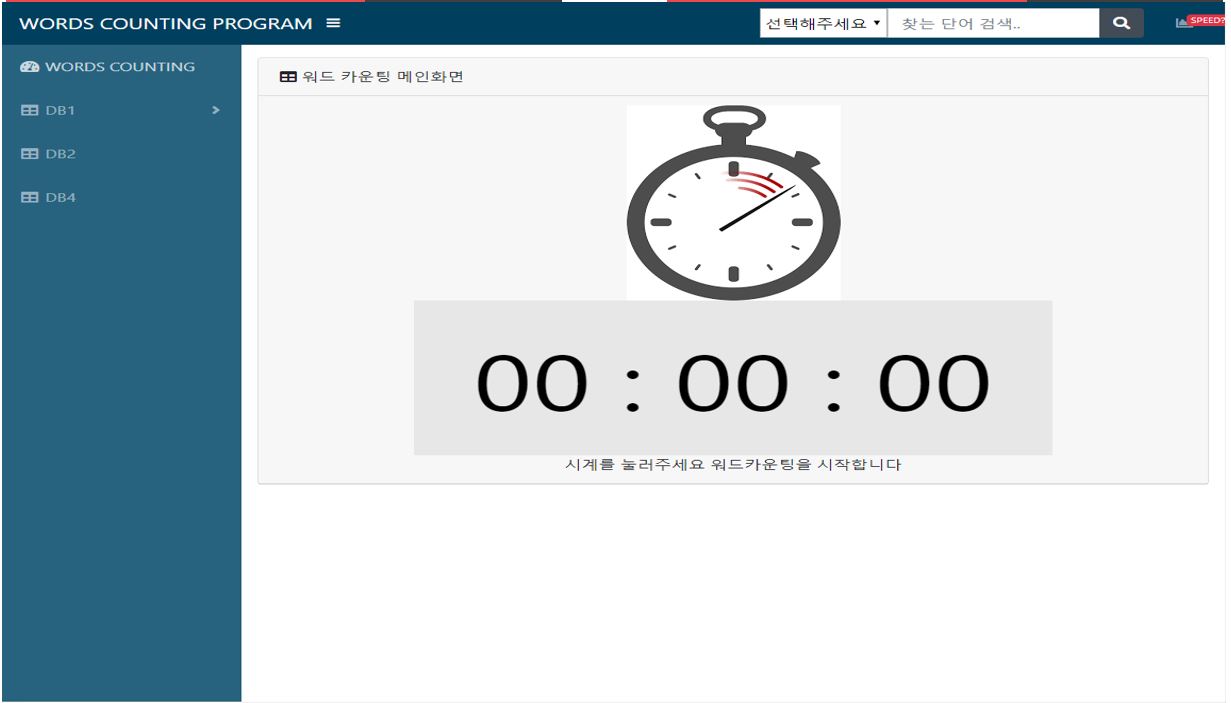 WORDS COUNTING PROGRAM
선택해주세요
찾는 단어 검색..
SPEED?
WORDS COUNTING
DB1
DB2
DB4
워드 카운팅 메인화면
00 : 00 : 00
시계를 눌러주세요 워드카운팅을 시작합니다